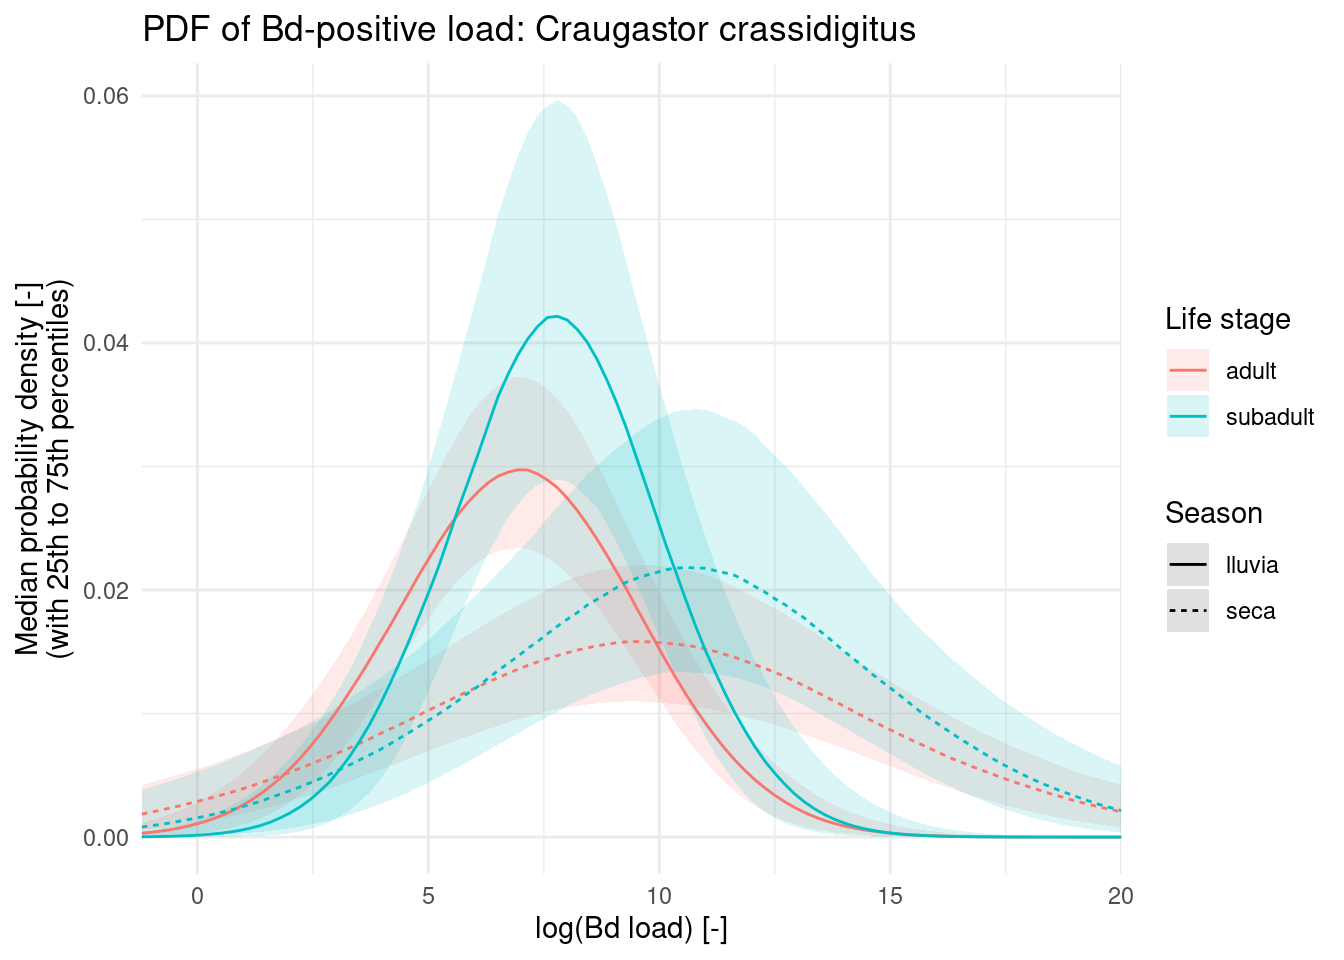 PDF of Bd-positive load: Craugastor crassidigitus
Median probability density [-]
(with 25th to 75th percentiles)
0.06
0.04
0.02
0.00
0
5
10
15
20
log(Bd load) [-]
Life stage
adult
subadult
Season
lluvia
seca